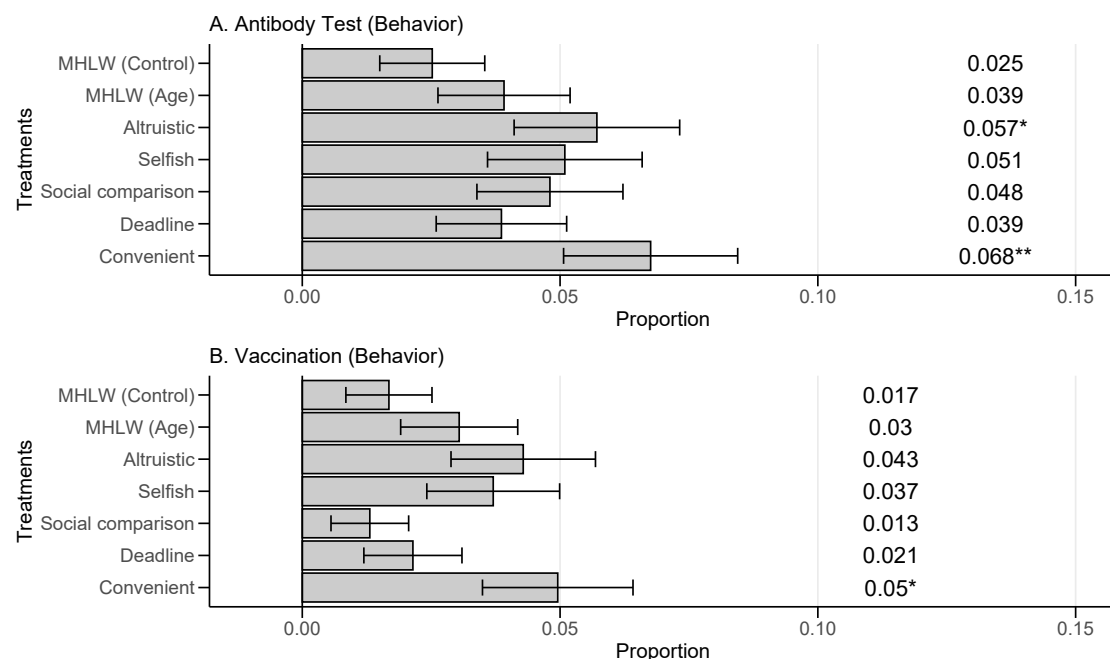 A. Antibody Test (Behavior)
Treatments
MHLW (Control) 0.025
MHLW (Age) 0.039
Altruistic 0.057*
Selfish 0.051
Social comparison 0.048
Deadline 0.039
Convenient 0.068**
0.00 0.05 0.10 0.15
Proportion
B. Vaccination (Behavior)
Treatments
MHLW (Control) 0.017
MHLW (Age) 0.03
Altruistic 0.043
Selfish 0.037
Social comparison 0.013
Deadline 0.021
Convenient 0.05*
0.00 0.05 0.10 0.15
Proportion